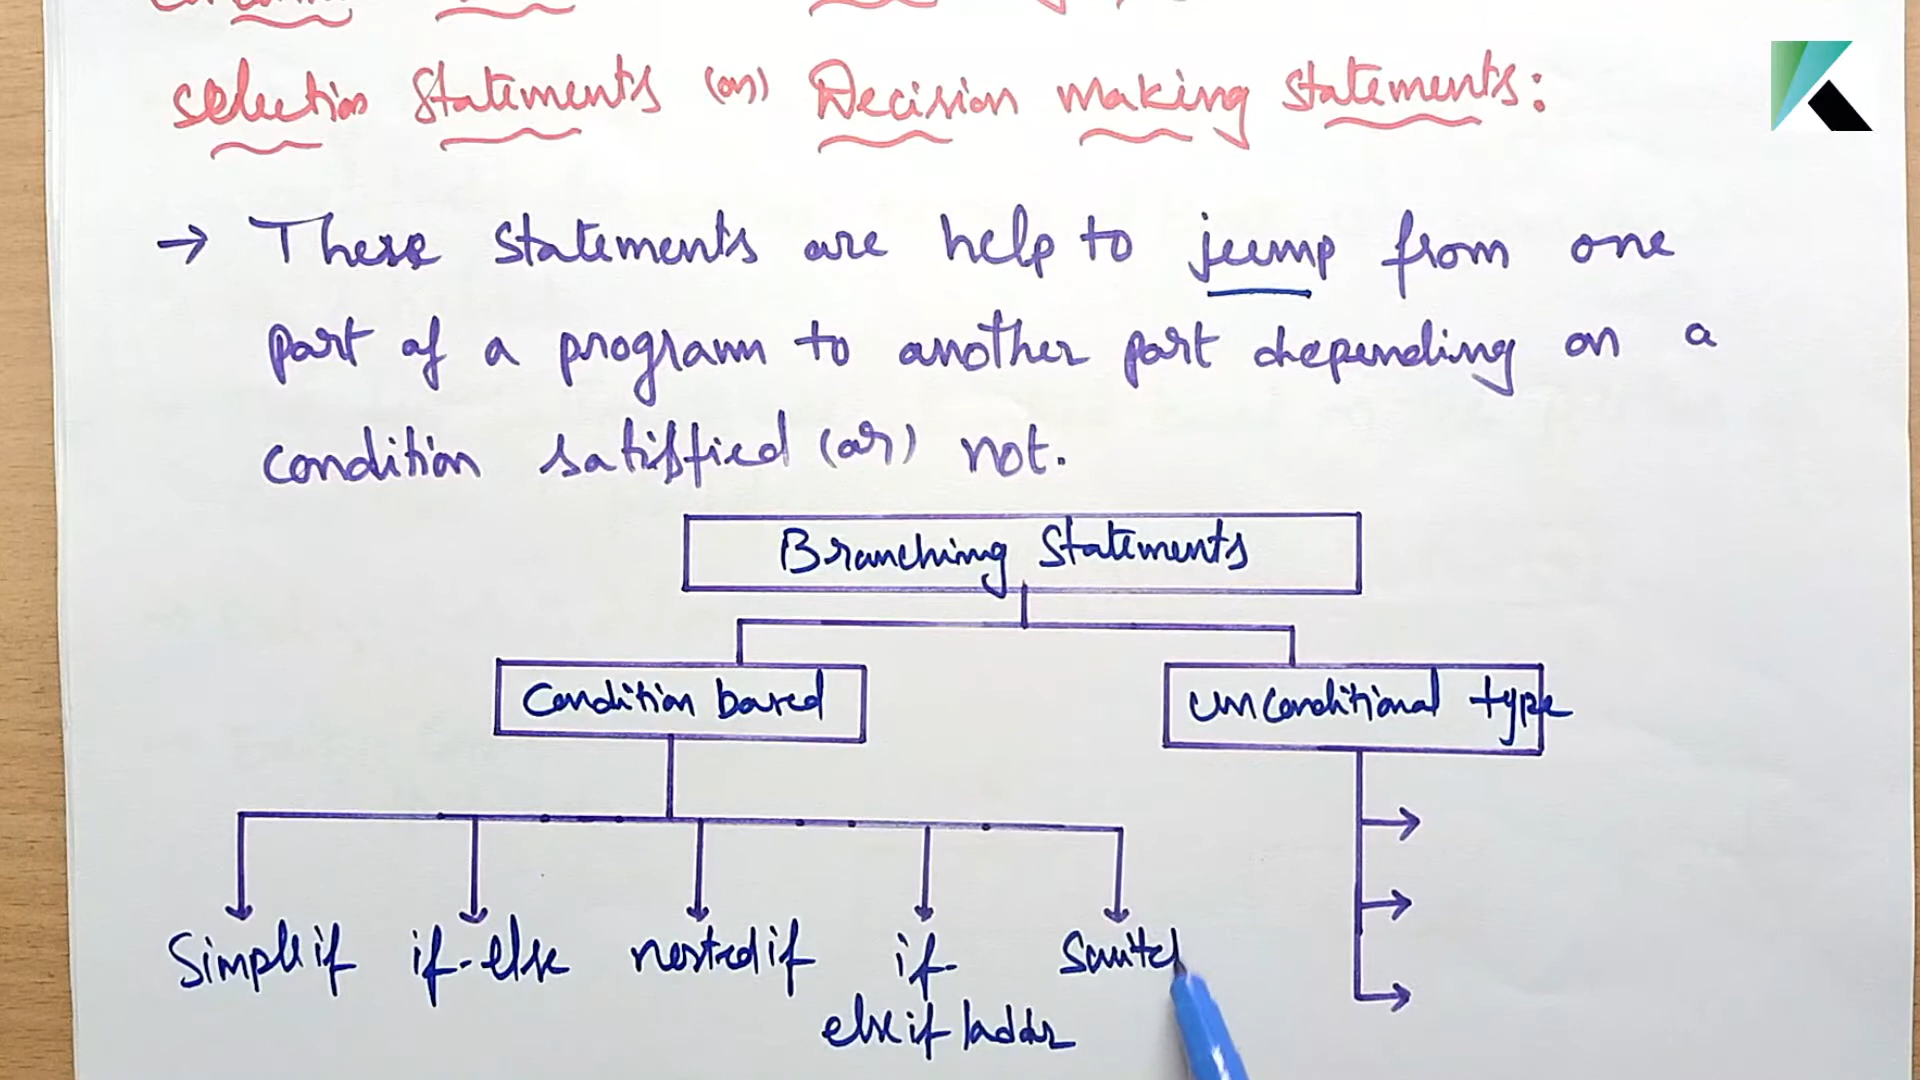 selection Statements (or) Decision making statements:
→ These statements are help to jump from one
part of a program to another part depending on a
condition satisfied (or) not.
Branching Statements
Condition based
unconditional type
Simple if
if-else
nested if
if-
else if ladder
Switch